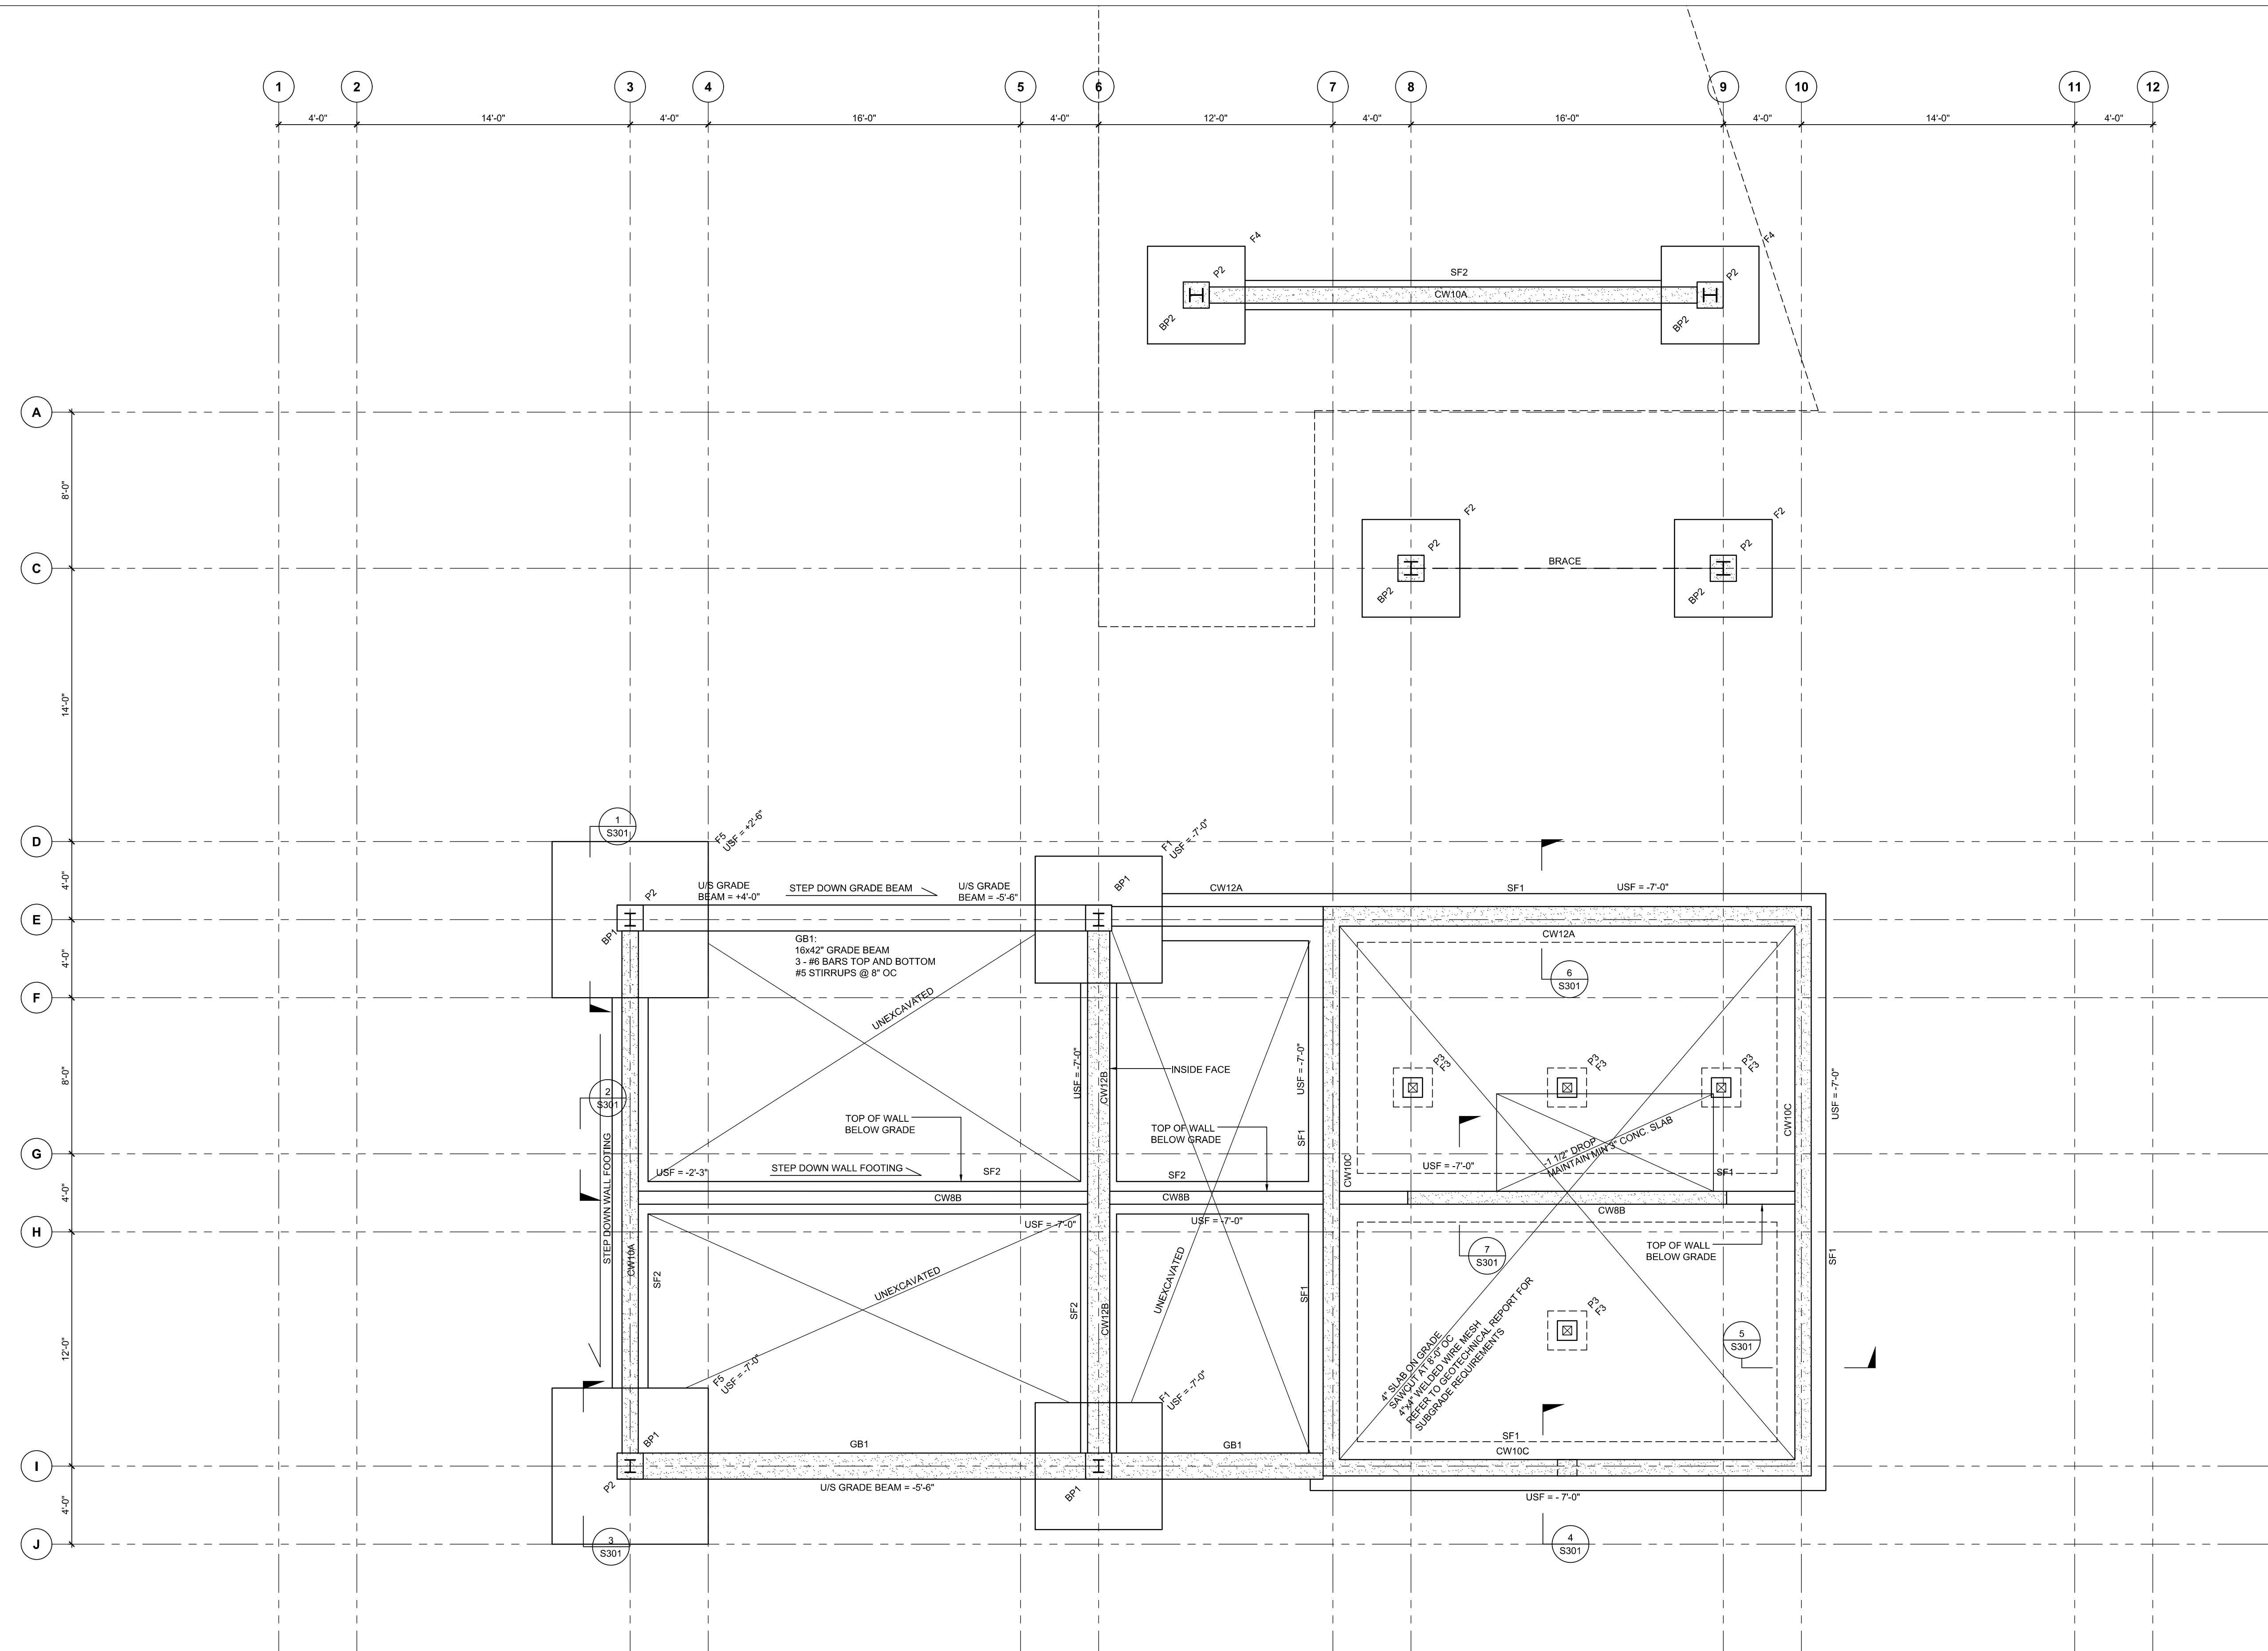 1
2
3
4
5
6
7
8
9
10
11
12
4'-0"
14'-0"
4'-0"
16'-0"
4'-0"
12'-0"
4'-0"
16'-0"
4'-0"
14'-0"
4'-0"
F4
F4
P2
SF2
P2
CW10A
BP2
BP2
A
8'-0"
F2
F2
P2
P2
C
BRACE
BP2
BP2
14'-0"
1
S301
F5
USF = +2'-6"
F1
USF = -7'-0"
D
4'-0"
P2
U/S GRADE
BEAM = +4'-0"
STEP DOWN GRADE BEAM
U/S GRADE
BEAM = -5'-6"
BP1
CW12A
SF1
USF = -7'-0"
E
BP1
GB1:
16x42" GRADE BEAM
3 - #6 BARS TOP AND BOTTOM
#5 STIRRUPS @ 8" OC
CW12A
4'-0"
6
S301
F
UNEXCAVATED
8'-0"
2
S301
USF = -7'-0"
CW12B
INSIDE FACE
USF = -7'-0"
P3
F3
P3
F3
P3
F3
USF = -7'-0"
TOP OF WALL
BELOW GRADE
TOP OF WALL
BELOW GRADE
SF1
CW10C
-1 1/2" DROP
MAINTAIN MIN 3" CONC. SLAB
G
STEP DOWN WALL FOOTING
USF = -2'-3"
STEP DOWN WALL FOOTING
SF2
SF2
CW10C
USF = -7'-0"
SF1
4'-0"
CW8B
CW8B
CW8B
H
USF = -7'-0"
USF = -7'-0"
7
S301
TOP OF WALL
BELOW GRADE
SF1
CW10A
SF2
UNEXCAVATED
SF2
CW12B
UNEXCAVATED
SF1
P3
F3
12'-0"
4" SLAB ON GRADE
SAWCUT AT 8'-0" OC
4"x4" WELDED WIRE MESH
REFER TO GEOTECHNICAL REPORT FOR
SUBGRADE REQUIREMENTS
5
S301
F5
USF = -7'-0"
F1
USF = -7'-0"
BP1
GB1
GB1
SF1
CW10C
I
P2
U/S GRADE BEAM = -5'-6"
BP1
USF = - 7'-0"
4'-0"
J
3
S301
4
S301